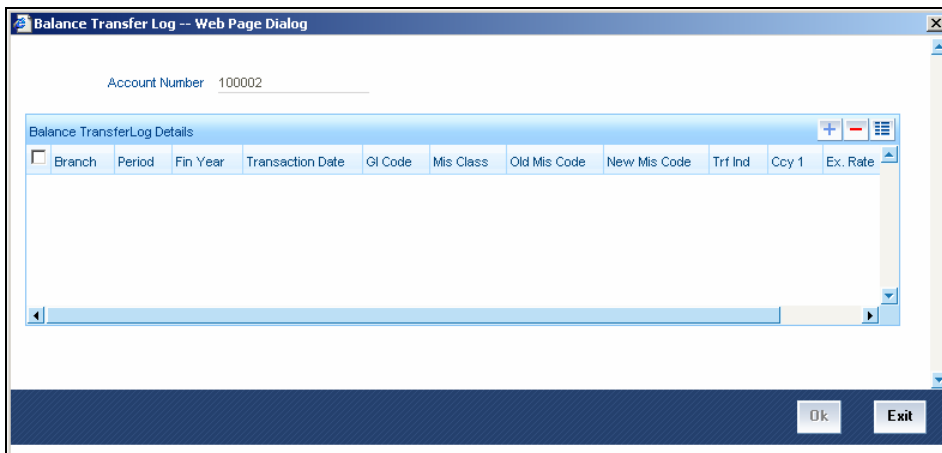 Balance Transfer Log -- Web Page Dialog
Account Number 100002
Balance TransferLog Details
Branch Period Fin Year Transaction Date Gl Code Mis Class Old Mis Code New Mis Code Trf Ind Ccy 1 Ex. Rate
Ok Exit